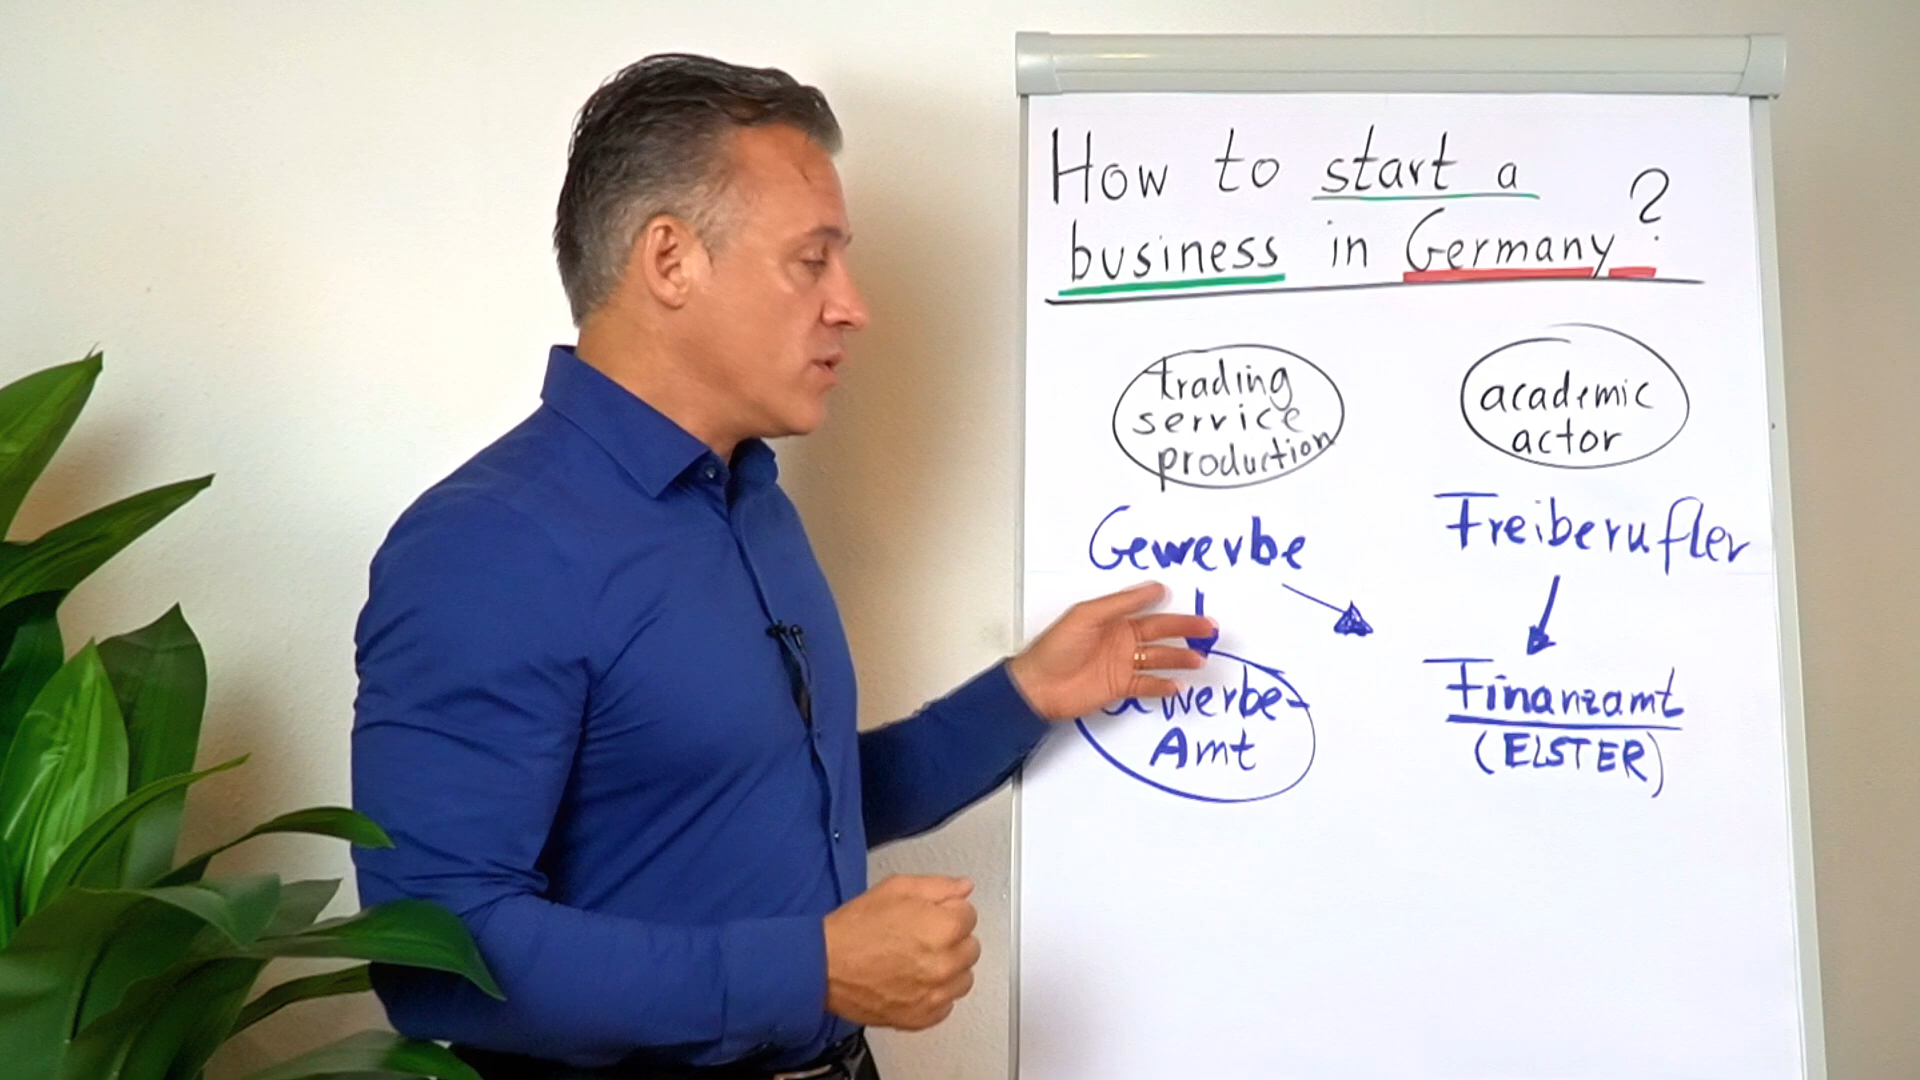 How to start a
business in Germany ?
trading
service
production
academic
actor
Gewerbe
Freiberufler
Amt
Finanzamt
(ELSTER)